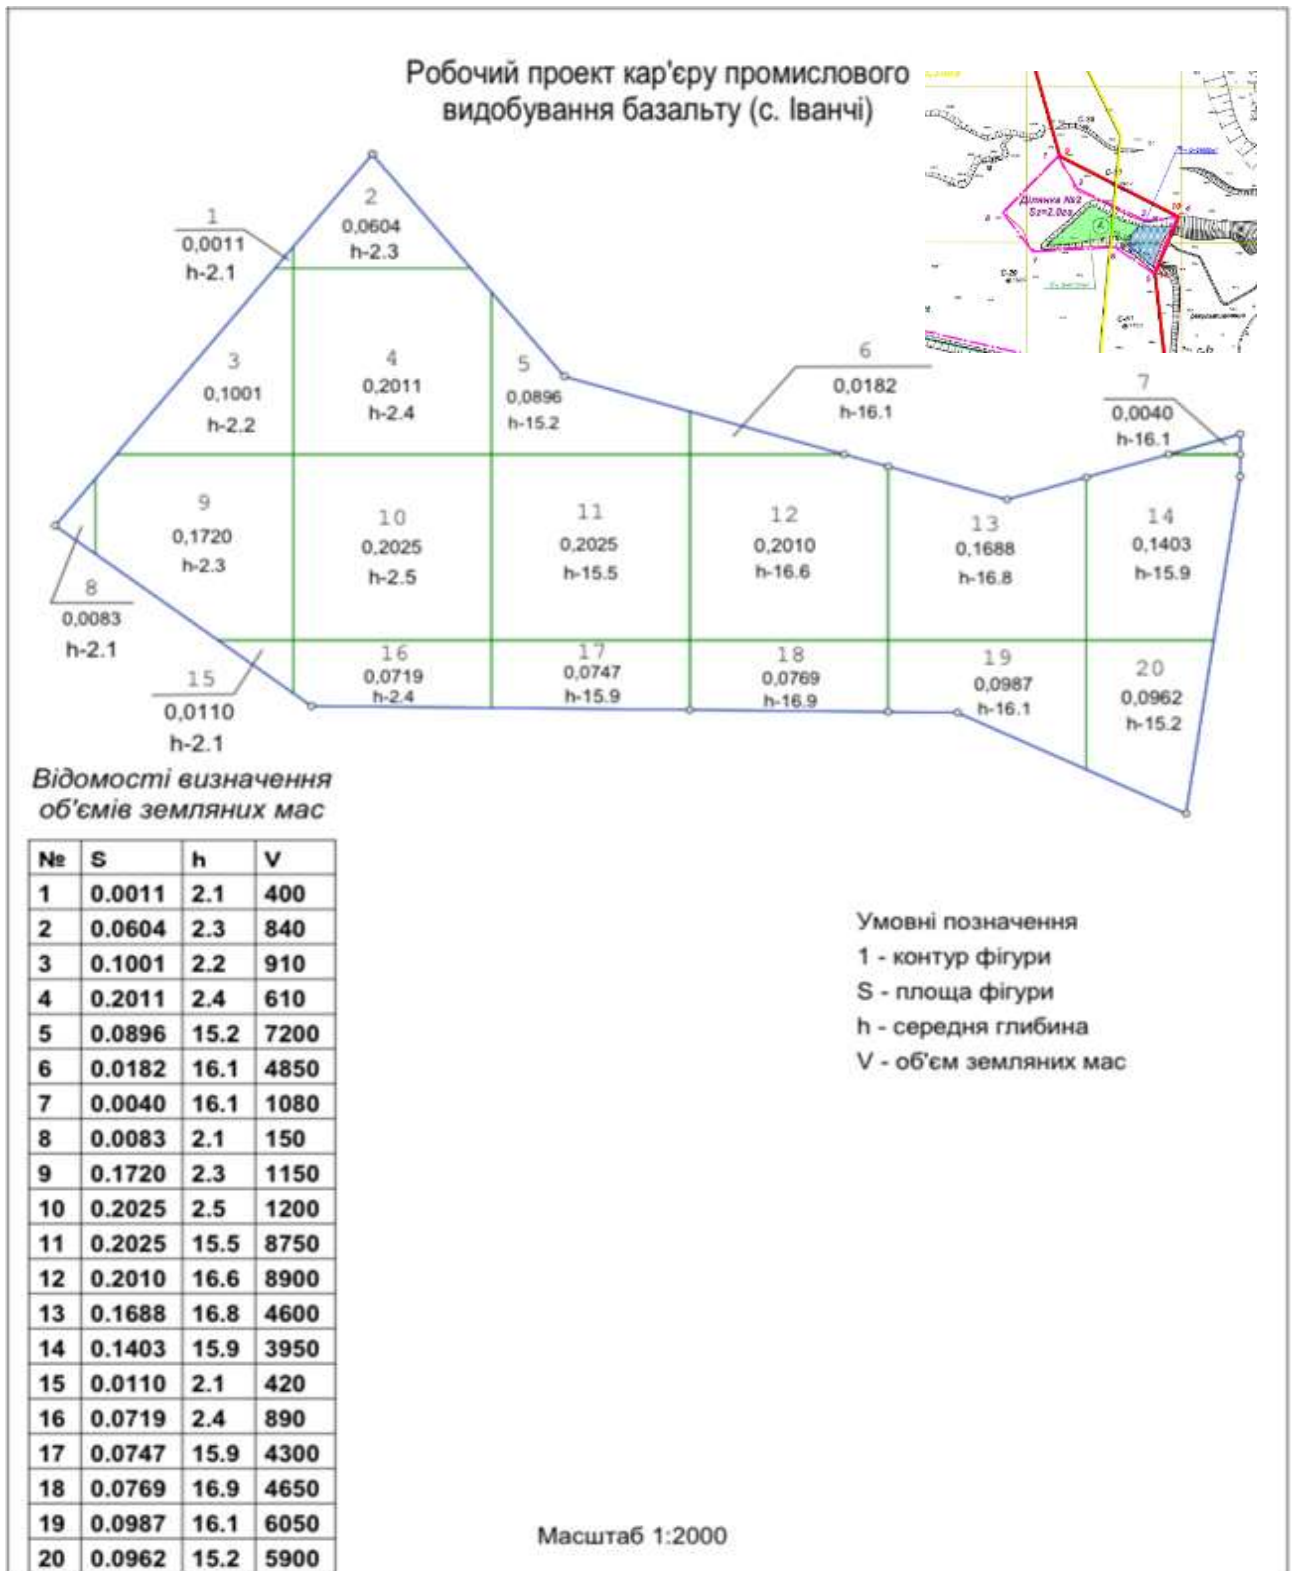 Робочий проект кар'єру промислового
видобування базальту (с. Іванчі)
Ділянка №2
1
0,0011
h-2.1
2
0,0604
h-2.3
3
0,1001
h-2.2
4
0,2011
h-2.4
5
0,0896
h-15.2
6
0,0182
h-16.1
7
0,0040
h-16.1
8
0,0083
h-2.1
9
0,1720
h-2.3
10
0,2025
h-2.5
11
0,2025
h-15.5
12
0,2010
h-16.6
13
0,1688
h-16.8
14
0,1403
h-15.9
15
0,0110
h-2.1
16
0,0719
h-2.4
17
0,0747
h-15.9
18
0,0769
h-16.9
19
0,0987
h-16.1
20
0,0962
h-15.2
Відомості визначення
об'ємів земляних мас
№ S h V
1 0.0011 2.1 400
2 0.0604 2.3 840
3 0.1001 2.2 910
4 0.2011 2.4 610
5 0.0896 15.2 7200
6 0.0182 16.1 4850
7 0.0040 16.1 1080
8 0.0083 2.1 150
9 0.1720 2.3 1150
10 0.2025 2.5 1200
11 0.2025 15.5 8750
12 0.2010 16.6 8900
13 0.1688 16.8 4600
14 0.1403 15.9 3950
15 0.0110 2.1 420
16 0.0719 2.4 890
17 0.0747 15.9 4300
18 0.0769 16.9 4650
19 0.0987 16.1 6050
20 0.0962 15.2 5900
Умовні позначення
1 - контур фігури
S - площа фігури
h - середня глибина
V - об'єм земляних мас
Масштаб 1:2000